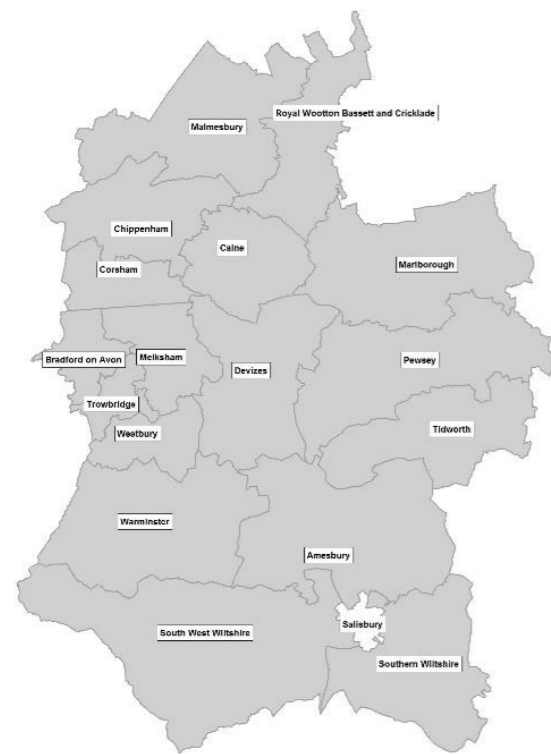 Royal Wootton Bassett and Cricklade
Malmesbury
Chippenham
Calne
Corsham
Marlborough
Bradford on Avon
Melksham
Devizes
Pewsey
Trowbridge
Westbury
Tidworth
Warminster
Amesbury
Salisbury
South West Wiltshire
Southern Wiltshire